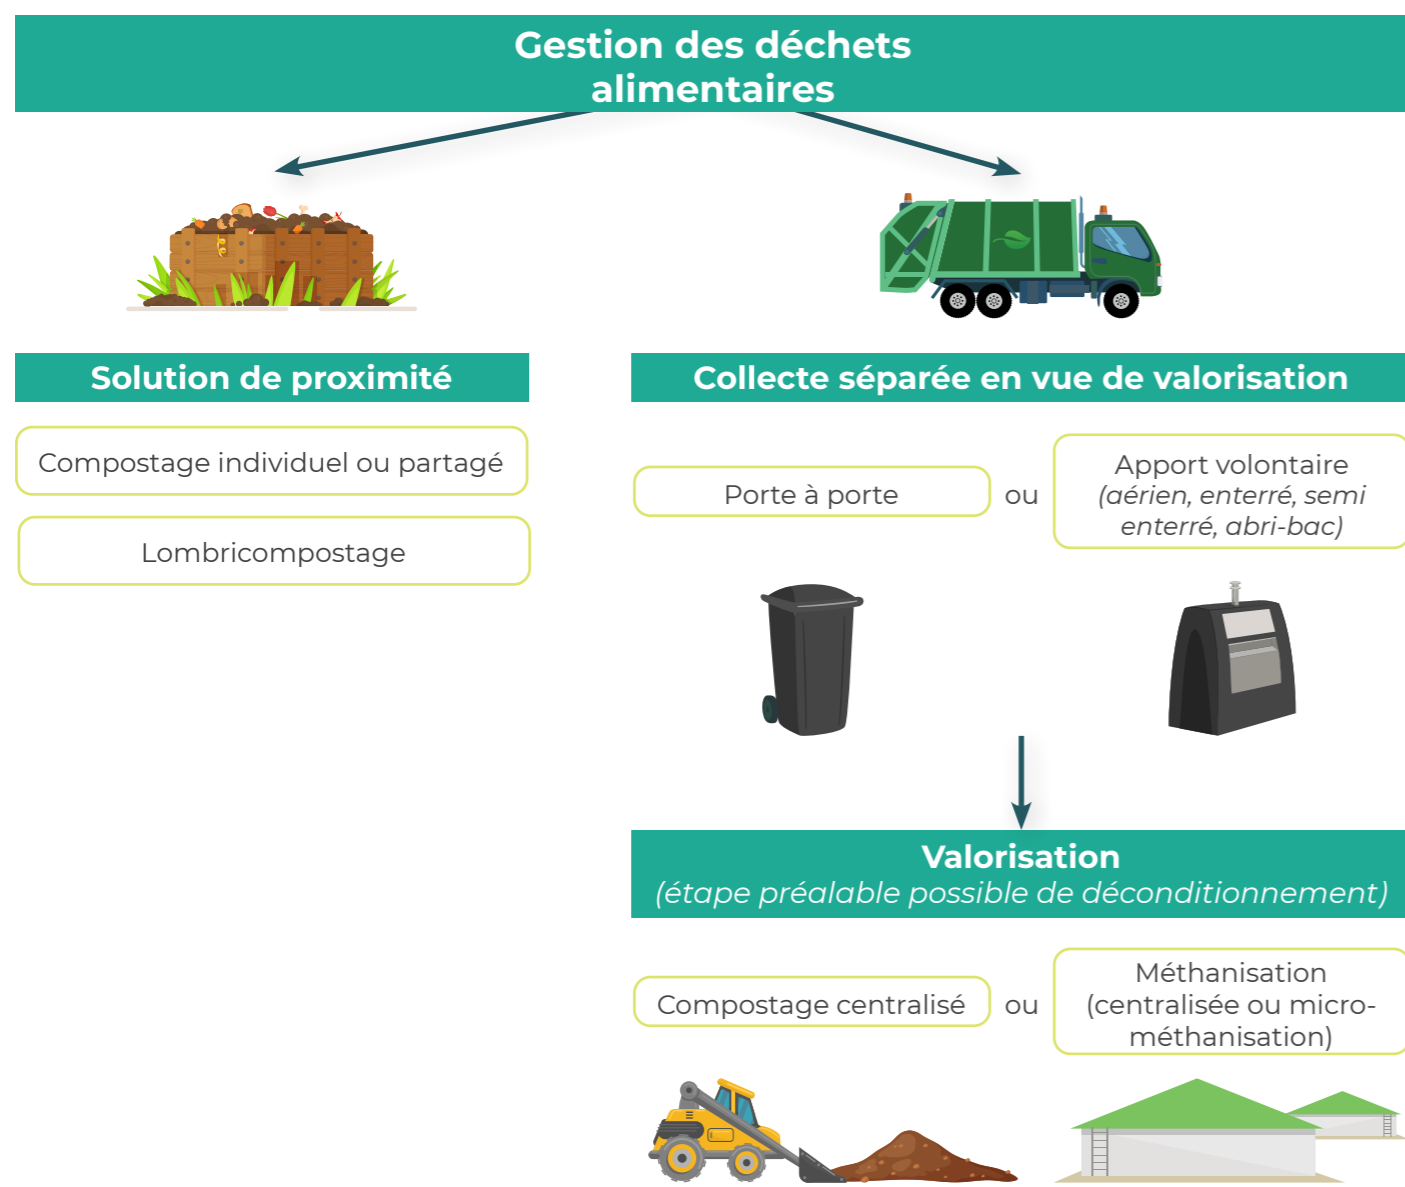 Gestion des déchets
alimentaires
Solution de proximité
Compostage individuel ou partagé
Lombricompostage
Collecte séparée en vue de valorisation
Porte à porte
ou
Apport volontaire
(aérien, enterré, semi
enterré, abri-bac)
Valorisation
(étape préalable possible de déconditionnement)
Compostage centralisé
ou
Méthanisation
(centralisée ou micro-
méthanisation)